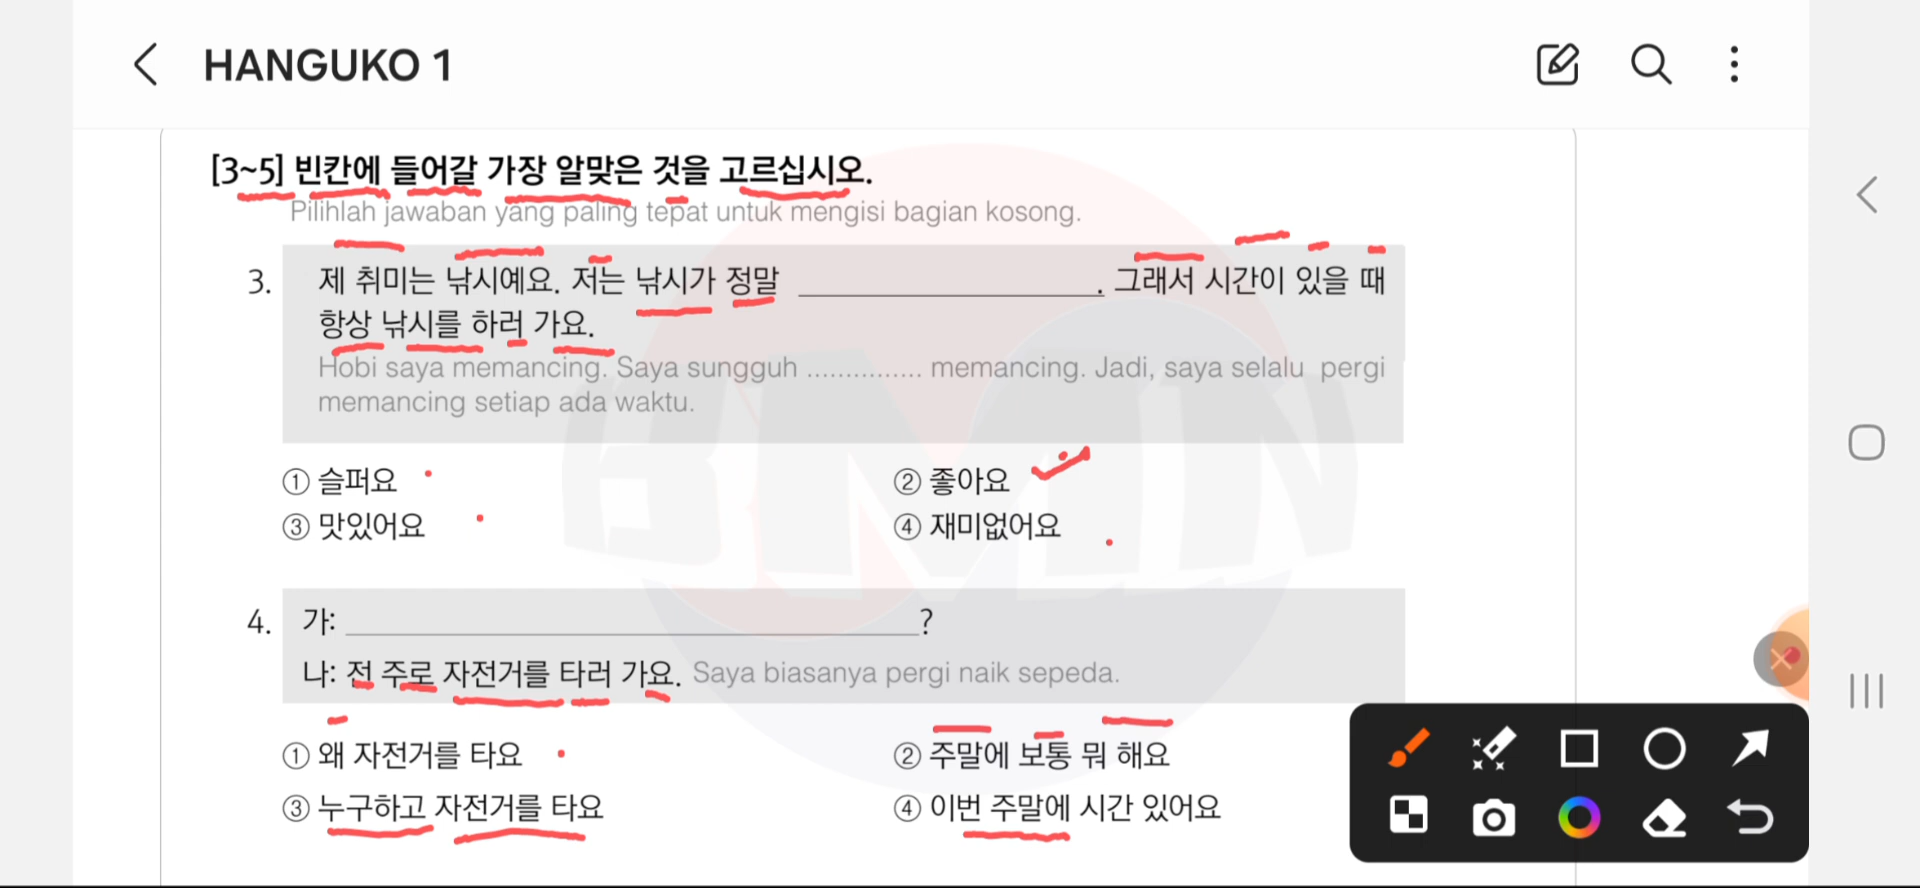 HANGUKO 1
[3~5] 빈칸에 들어갈 가장 알맞은 것을 고르십시오.
Pilihlah jawaban yang paling tepat untuk mengisi bagian kosong.
3. 제 취미는 낚시예요. 저는 낚시가 정말 ____________. 그래서 시간이 있을 때
항상 낚시를 하러 가요.
Hobi saya memancing. Saya sungguh ............... memancing. Jadi, saya selalu pergi
memancing setiap ada waktu.
① 슬퍼요 ② 좋아요
③ 맛있어요 ④ 재미없어요
4. 가: ____________?
나: 전 주로 자전거를 타러 가요. Saya biasanya pergi naik sepeda.
① 왜 자전거를 타요 ② 주말에 보통 뭐 해요
③ 누구하고 자전거를 타요 ④ 이번 주말에 시간 있어요
BMN